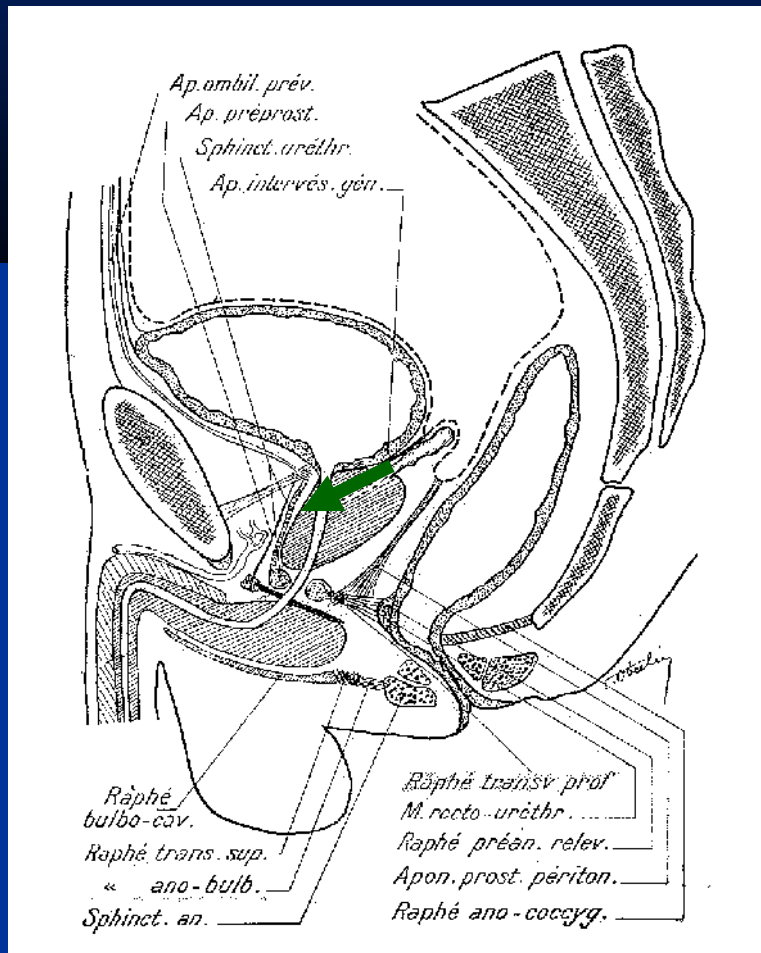 Ap. ombil. prév.
Ap. préprost.
Sphinct. uréthr.
Ap. intervés. gén.
Raphé
bulbo-cav.
Raphé trans. sup.
« ano-bulb.
Sphinct. an.
Raphé transv prof
M. recto-uréthr.
Raphé préan. relev.
Apon. prost. périton.
Raphé ano-coccyg.